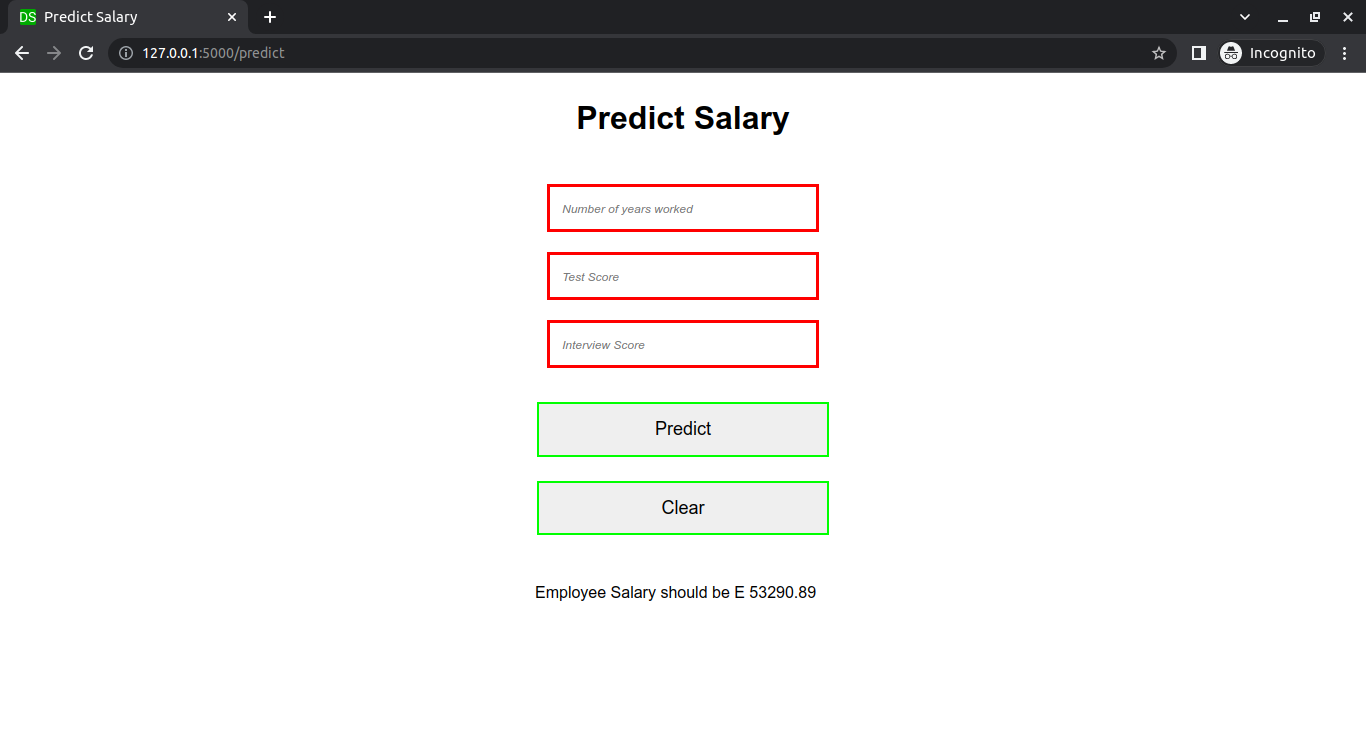 DS Predict Salary
127.0.0.1:5000/predict
Incognito
Predict Salary
Number of years worked
Test Score
Interview Score
Predict
Clear
Employee Salary should be E 53290.89